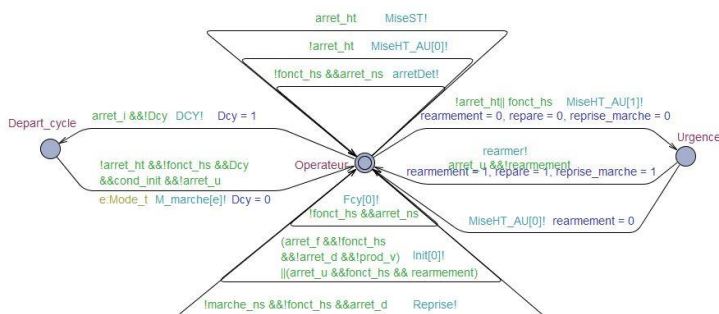 arret_ht MiseST!
!arret_ht MiseHT_AU[0]!
!fonct_hs &&arret_ns arretDet!
arret_i &&!Dcy DCY! Dcy = 1
Depart_cycle
!arret_ht &&!fonct_hs &&Dcy
&&cond_init &&!arret_u
e:Mode_t M_marche[e]! Dcy = 0
Operateur
!arret_ht|| fonct_hs MiseHT_AU[1]!
rearmement = 0, repare = 0, reprise_marche = 0
Urgence
rearmer!
arret_u &&!rearmement
rearmement = 1, repare = 1, reprise_marche = 1
MiseHT_AU[0]! rearmement = 0
Fcy[0]!
!fonct_hs &&arret_ns
(arret_f &&!fonct_hs
&&!arret_d &&!prod_v) Init[0]!
||(arret_u &&fonct_hs && rearmement)
!marche_ns &&!fonct_hs &&arret_d Reprise!